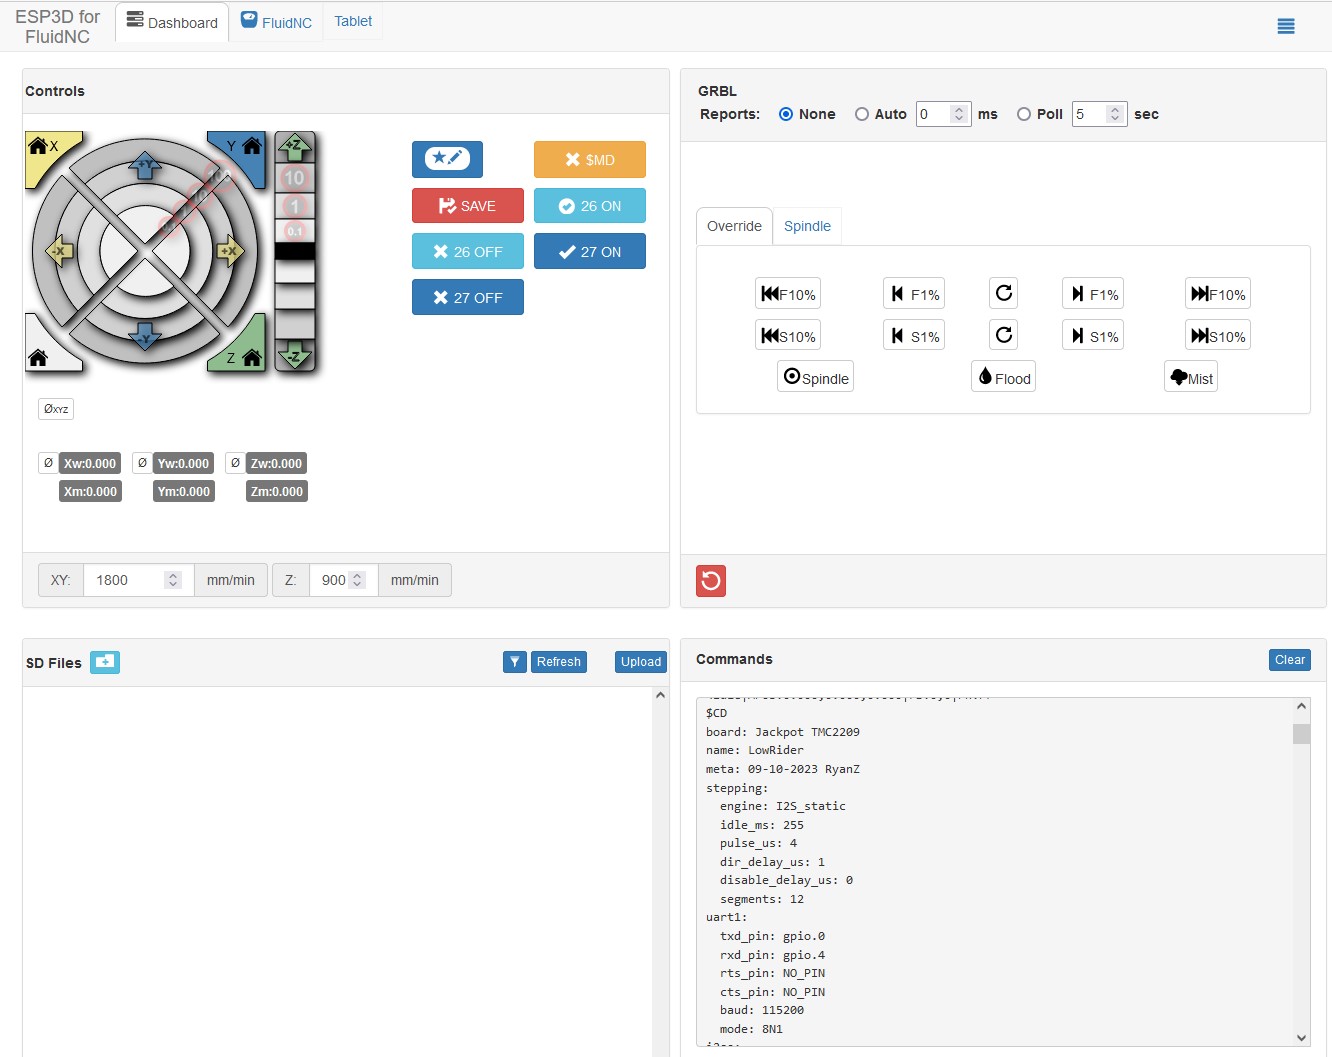 ESP3D for
FluidNC
Dashboard
FluidNC
Tablet
Controls
X
Y
+Y
-X
+X
-Y
Z
+Z
10
1
0.1
-Z
$MD
SAVE
26 ON
26 OFF
27 ON
27 OFF
ØXYZ
Ø Xw:0.000 Ø Yw:0.000 Ø Zw:0.000
Xm:0.000 Ym:0.000 Zm:0.000
XY: 1800 mm/min Z: 900 mm/min
GRBL
Reports: None Auto 0 ms Poll 5 sec
Override Spindle
F10% F1% F1% F10%
S10% S1% S1% S10%
Spindle Flood Mist
SD Files Refresh Upload
Commands Clear
$CD
board: Jackpot TMC2209
name: LowRider
meta: 09-10-2023 RyanZ
stepping:
engine: I2S_static
idle_ms: 255
pulse_us: 4
dir_delay_us: 1
disable_delay_us: 0
segments: 12
uart1:
txd_pin: gpio.0
rxd_pin: gpio.4
rts_pin: NO_PIN
cts_pin: NO_PIN
baud: 115200
mode: 8N1